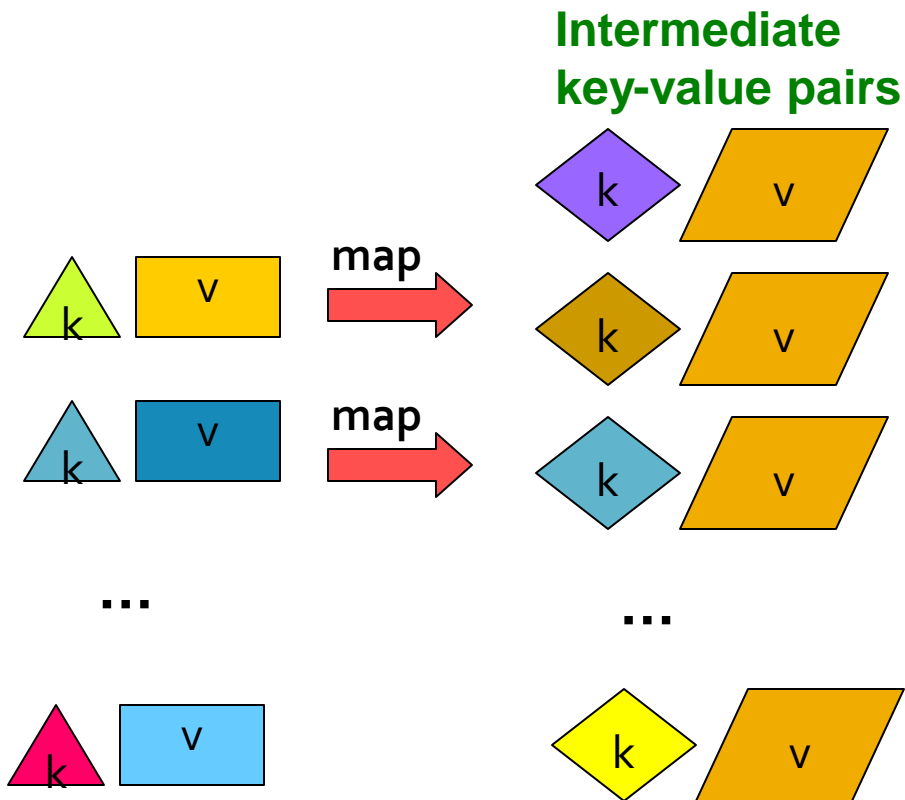 Intermediate
key-value pairs
k v
k v
map
k v
k v
map
k v
...
...
k v
k v